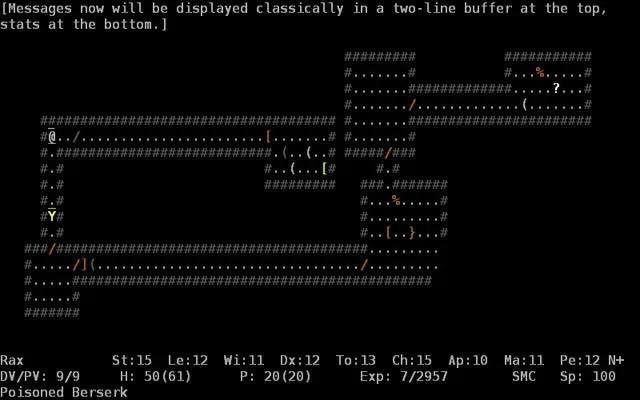 [Messages now will be displayed classically in a two-line buffer at the top,
stats at the bottom.]
Rax St:15 Le:12 Wi:11 Dx:12 To:13 Ch:15 Ap:10 Ma:11 Pe:12 N+
DV/PV: 9/9 H: 50(61) P: 20(20) Exp: 7/2957 SMC Sp: 100
Poisoned Berserk